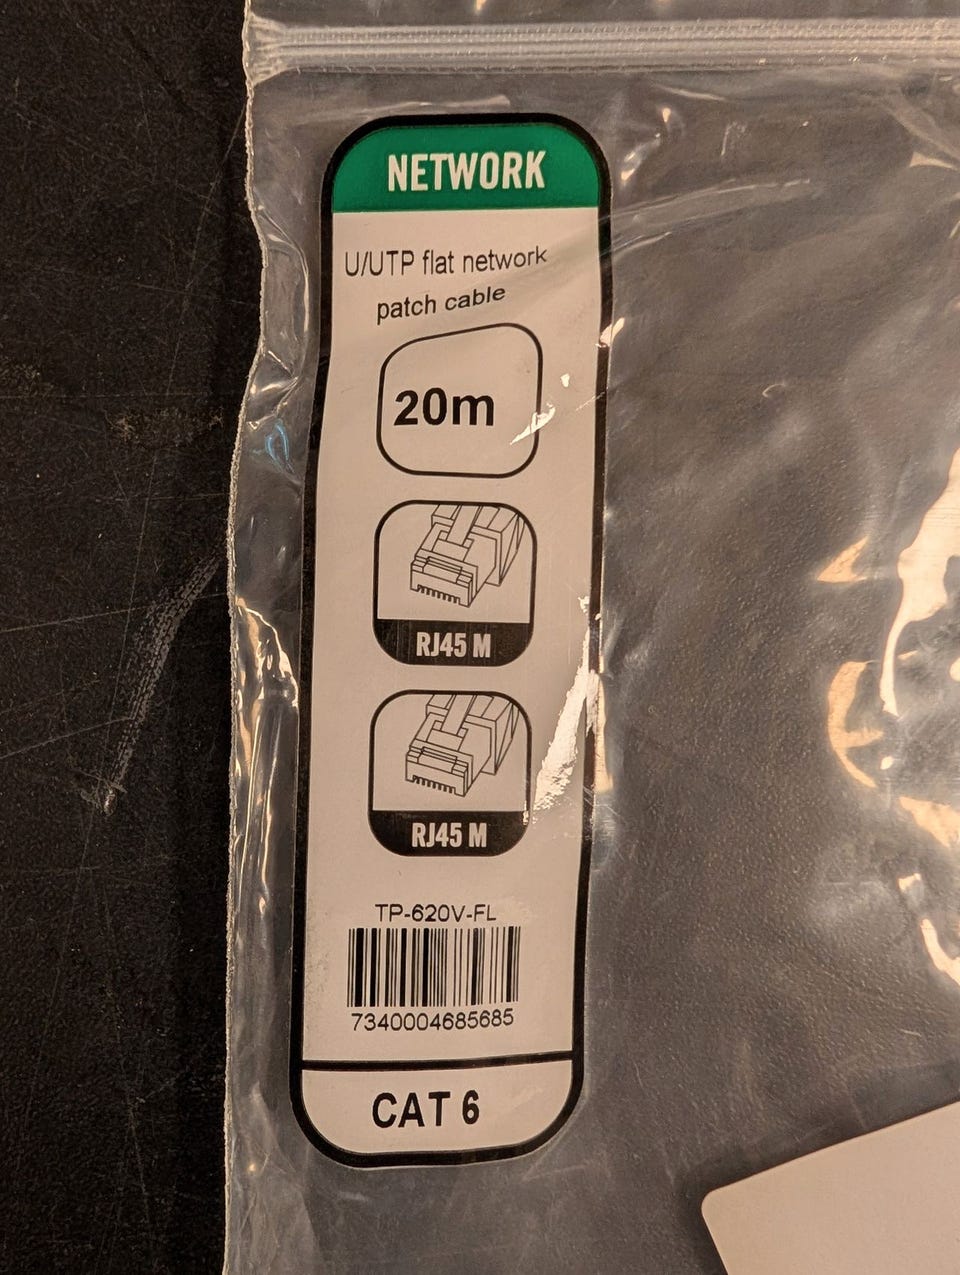 NETWORK
U/UTP flat network
patch cable
20m
RJ45 M
RJ45 M
TP-620V-FL
7340004685685
CAT 6